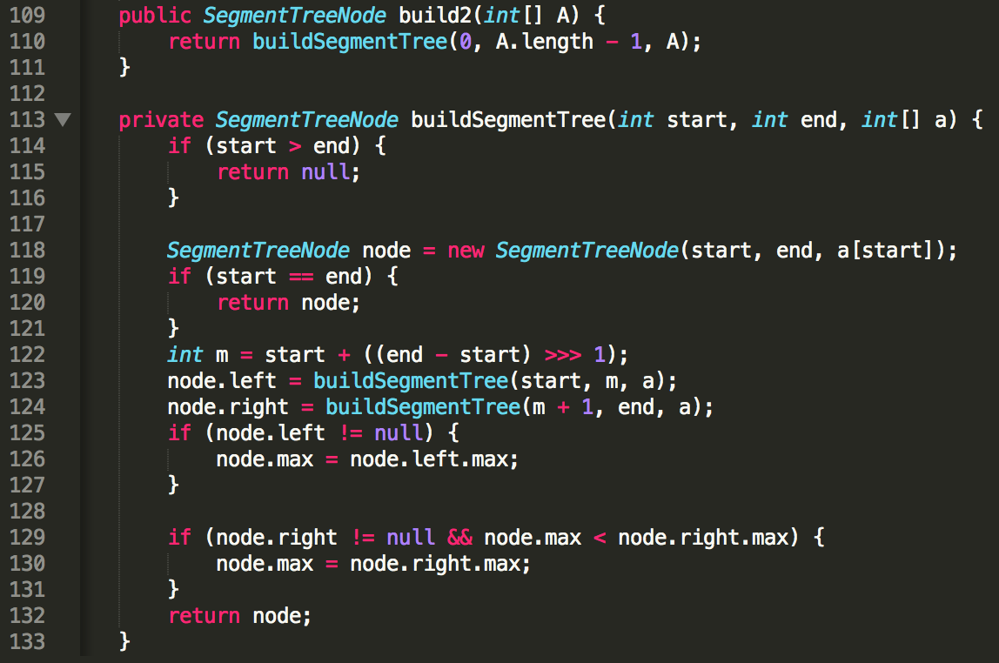 109 public SegmentTreeNode build2(int[] A) {
110 return buildSegmentTree(0, A.length - 1, A);
111 }
112
113 private SegmentTreeNode buildSegmentTree(int start, int end, int[] a) {
114 if (start > end) {
115 return null;
116 }
117
118 SegmentTreeNode node = new SegmentTreeNode(start, end, a[start]);
119 if (start == end) {
120 return node;
121 }
122 int m = start + ((end - start) >>> 1);
123 node.left = buildSegmentTree(start, m, a);
124 node.right = buildSegmentTree(m + 1, end, a);
125 if (node.left != null) {
126 node.max = node.left.max;
127 }
128
129 if (node.right != null && node.max < node.right.max) {
130 node.max = node.right.max;
131 }
132 return node;
133 }